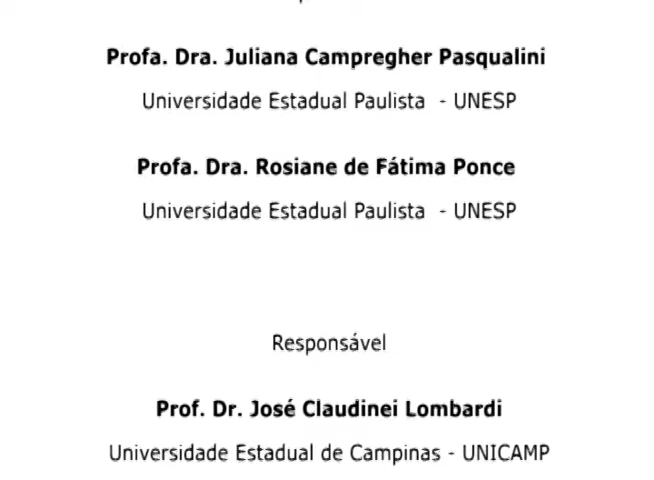 Profa. Dra. Juliana Campregher Pasqualini
Universidade Estadual Paulista - UNESP
Profa. Dra. Rosiane de Fátima Ponce
Universidade Estadual Paulista - UNESP
Responsável
Prof. Dr. José Claudinei Lombardi
Universidade Estadual de Campinas - UNICAMP